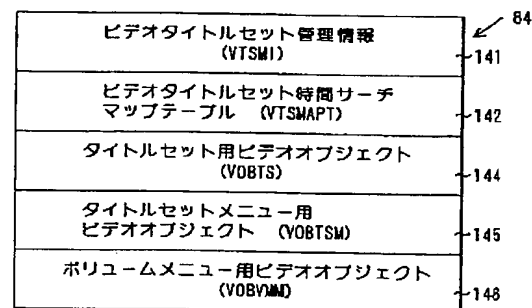 ビデオタイトルセット管理情報
(VTSMI)
84
141
ビデオタイトルセット時間サーチ
マップテーブル (VTSMAPT)
142
タイトルセット用ビデオオブジェクト
(VOBTS)
144
タイトルセットメニュー用
ビデオオブジェクト (VOBTSM)
145
ボリュームメニュー用ビデオオブジェクト
(VOBVMM)
146